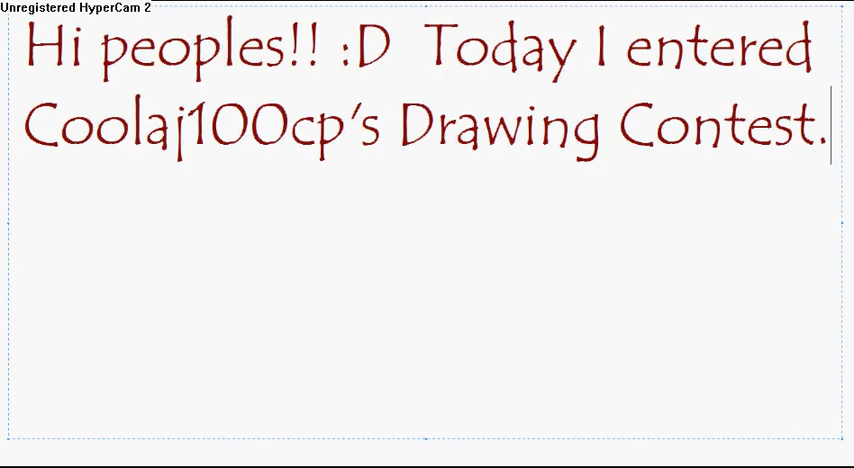 Unregistered HyperCam 2
Hi peoples!! :D Today I entered
Coolaj100cp's Drawing Contest.